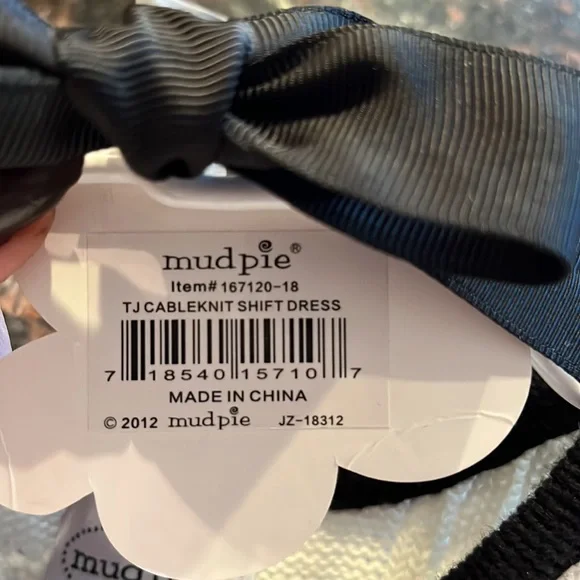 mudpie®
Item# 167120-18
TJ CABLEKNIT SHIFT DRESS
7 18540 15710 7
MADE IN CHINA
© 2012 mudpie JZ-18312
mud